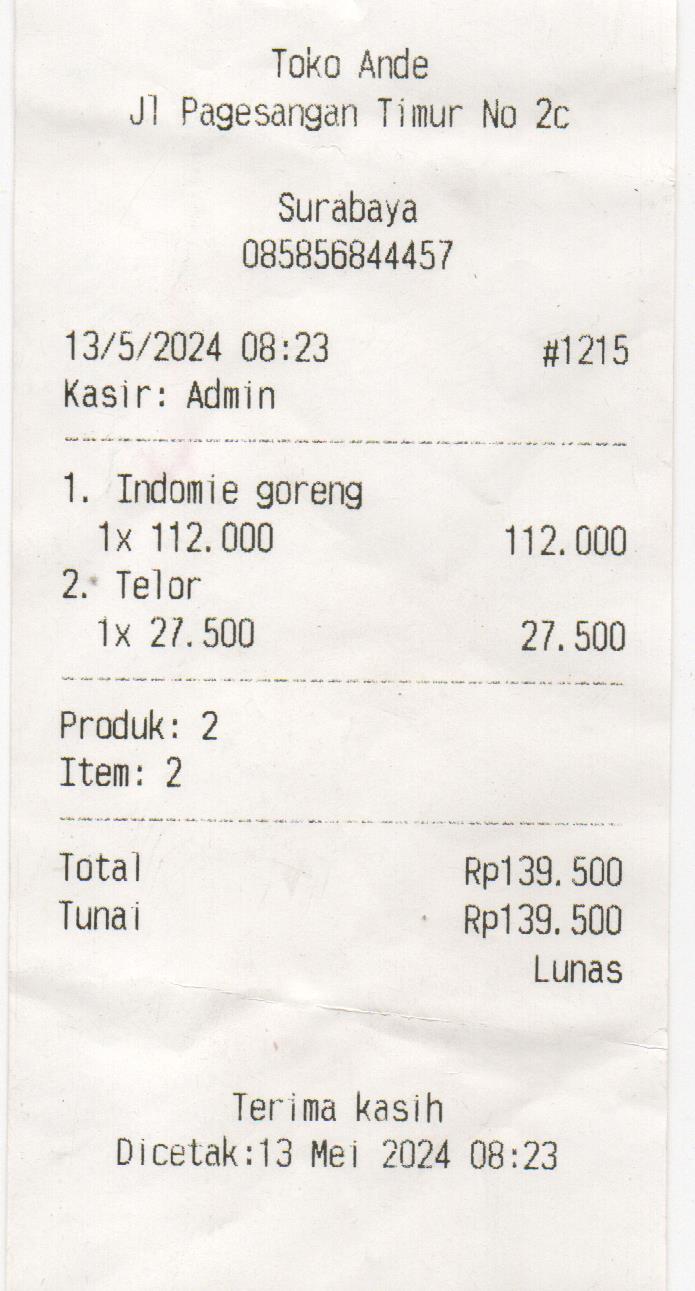 Toko Ande
Jl Pagesangan Timur No 2c
Surabaya
085856844457
13/5/2024 08:23 #1215
Kasir: Admin
1. Indomie goreng
1x 112.000 112.000
2. Telor
1x 27.500 27.500
Produk: 2
Item: 2
Total Rp139.500
Tunai Rp139.500
Lunas
Terima kasih
Dicetak:13 Mei 2024 08:23